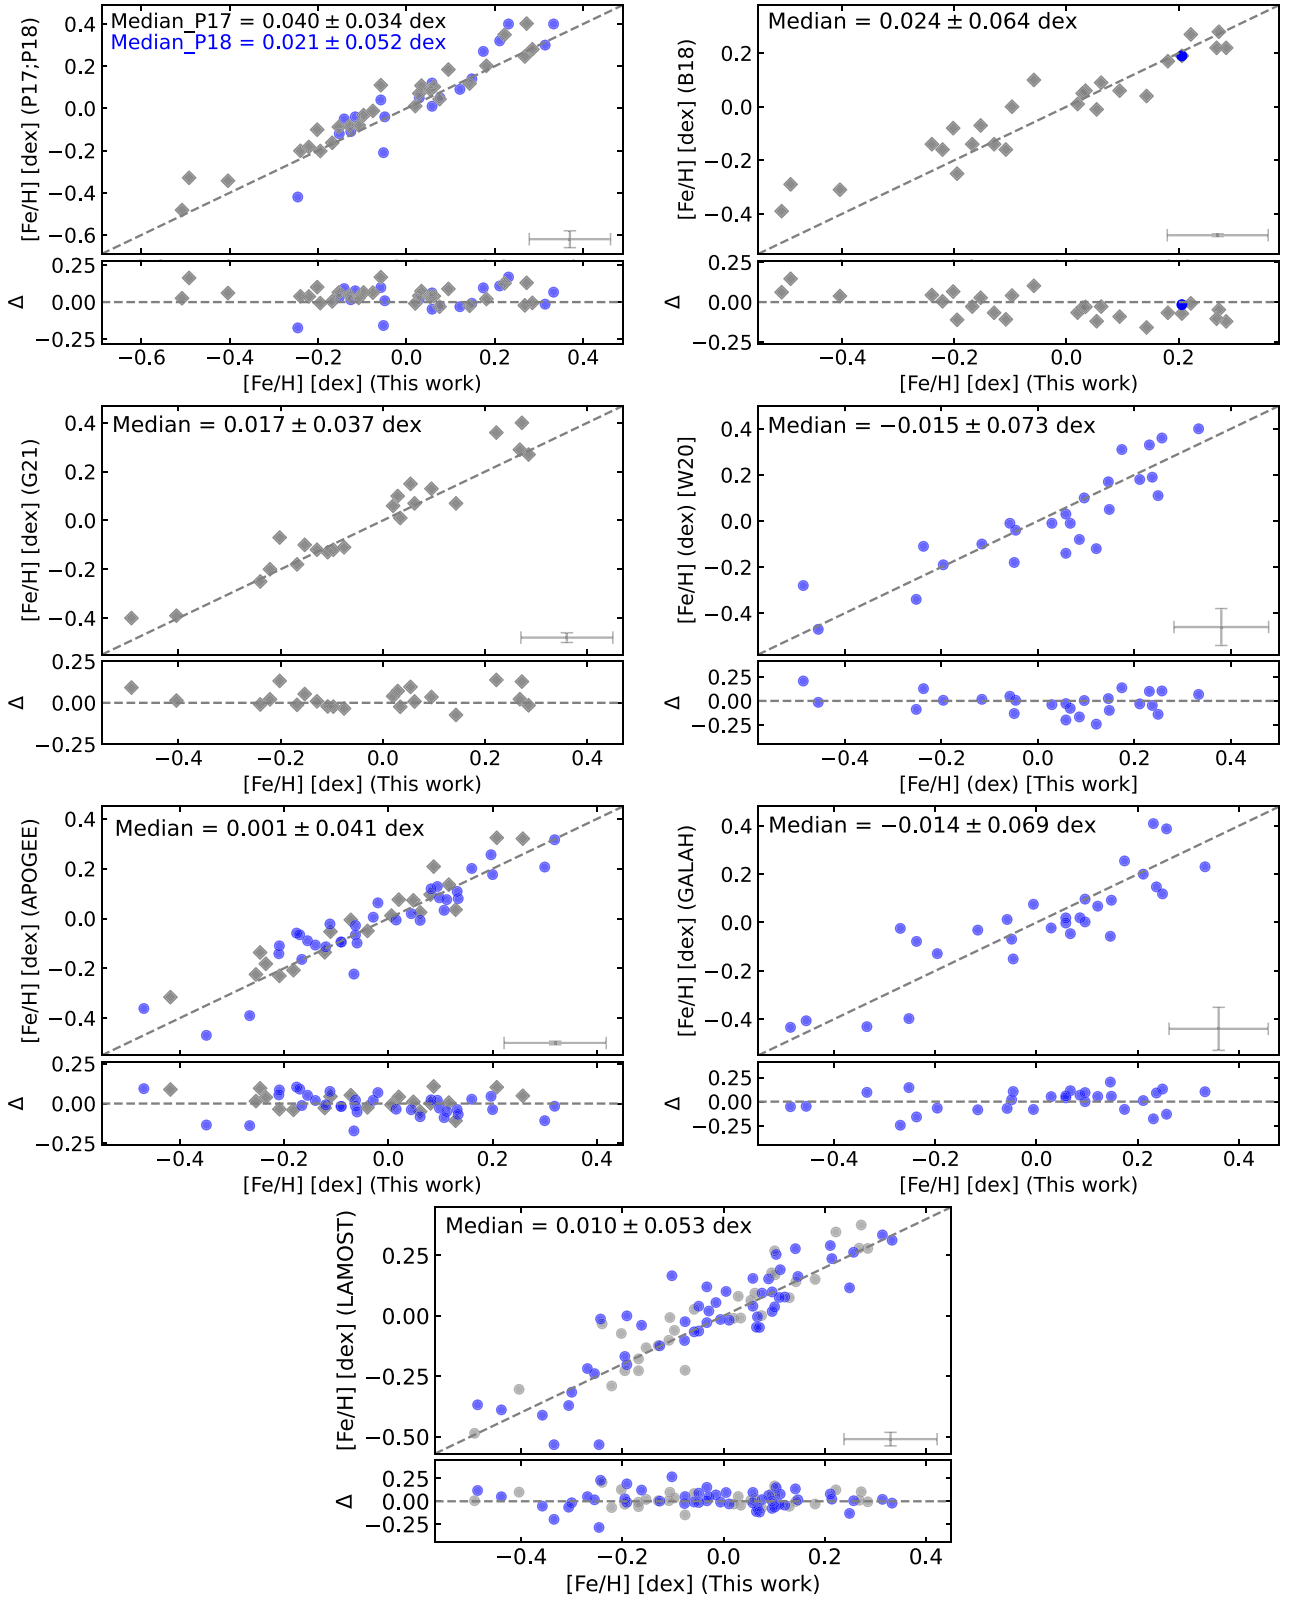 Median_P17 = 0.040 ± 0.034 dex
Median_P18 = 0.021 ± 0.052 dex
[Fe/H] [dex] (P17;P18)
0.4
0.2
0.0
−0.2
−0.4
−0.6
Δ
0.25
0.00
−0.25
−0.6 −0.4 −0.2 0.0 0.2 0.4
[Fe/H] [dex] (This work)
Median = 0.024 ± 0.064 dex
[Fe/H] [dex] (B18)
0.2
0.0
−0.2
−0.4
Δ
0.25
0.00
−0.25
−0.4 −0.2 0.0 0.2
[Fe/H] [dex] (This work)
Median = 0.017 ± 0.037 dex
[Fe/H] [dex] (G21)
0.4
0.2
0.0
−0.2
−0.4
Δ
0.25
0.00
−0.25
−0.4 −0.2 0.0 0.2 0.4
[Fe/H] [dex] (This work)
Median = −0.015 ± 0.073 dex
[Fe/H] (dex) [W20]
0.4
0.2
0.0
−0.2
−0.4
Δ
0.25
0.00
−0.25
−0.4 −0.2 0.0 0.2 0.4
[Fe/H] (dex) [This work]
Median = 0.001 ± 0.041 dex
[Fe/H] [dex] (APOGEE)
0.4
0.2
0.0
−0.2
−0.4
Δ
0.25
0.00
−0.25
−0.4 −0.2 0.0 0.2 0.4
[Fe/H] [dex] (This work)
Median = −0.014 ± 0.069 dex
[Fe/H] [dex] (GALAH)
0.4
0.2
0.0
−0.2
−0.4
Δ
0.25
0.00
−0.25
−0.4 −0.2 0.0 0.2 0.4
[Fe/H] [dex] (This work)
Median = 0.010 ± 0.053 dex
[Fe/H] [dex] (LAMOST)
0.25
0.00
−0.25
−0.50
Δ
0.25
0.00
−0.25
−0.4 −0.2 0.0 0.2 0.4
[Fe/H] [dex] (This work)